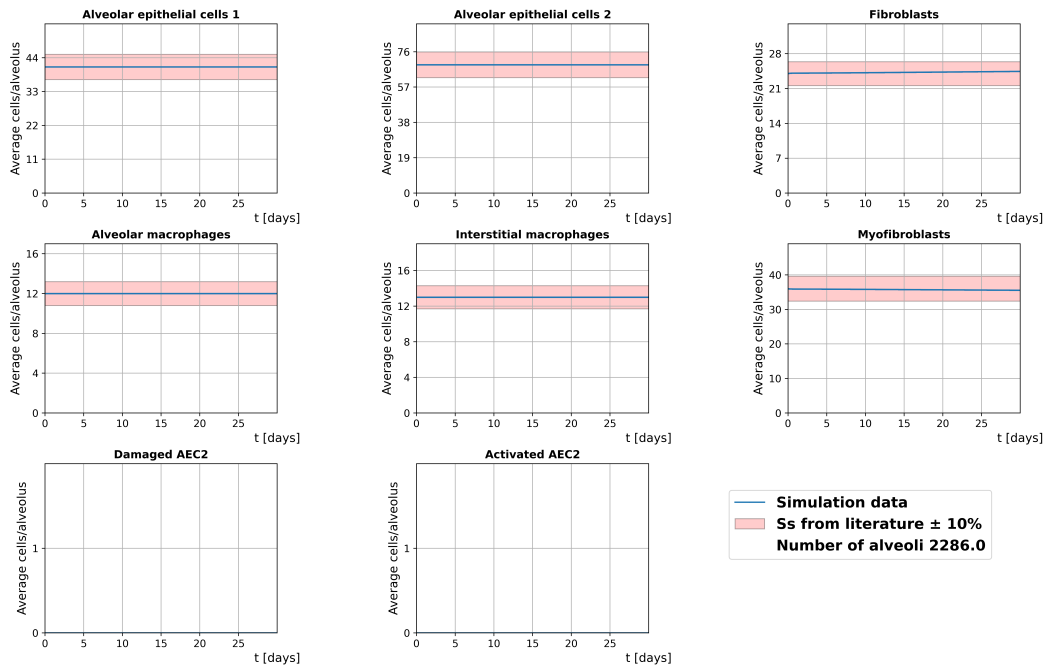 Alveolar epithelial cells 1
Average cells/alveolus
44
33
22
11
0
0 5 10 15 20 25
t [days]
Alveolar epithelial cells 2
Average cells/alveolus
76
57
38
19
0
0 5 10 15 20 25
t [days]
Fibroblasts
Average cells/alveolus
28
21
14
7
0
0 5 10 15 20 25
t [days]
Alveolar macrophages
Average cells/alveolus
16
12
8
4
0
0 5 10 15 20 25
t [days]
Interstitial macrophages
Average cells/alveolus
16
12
8
4
0
0 5 10 15 20 25
t [days]
Myofibroblasts
Average cells/alveolus
40
30
20
10
0
0 5 10 15 20 25
t [days]
Damaged AEC2
Average cells/alveolus
1
0
0 5 10 15 20 25
t [days]
Activated AEC2
Average cells/alveolus
1
0
0 5 10 15 20 25
t [days]
Simulation data
Ss from literature ± 10%
Number of alveoli 2286.0